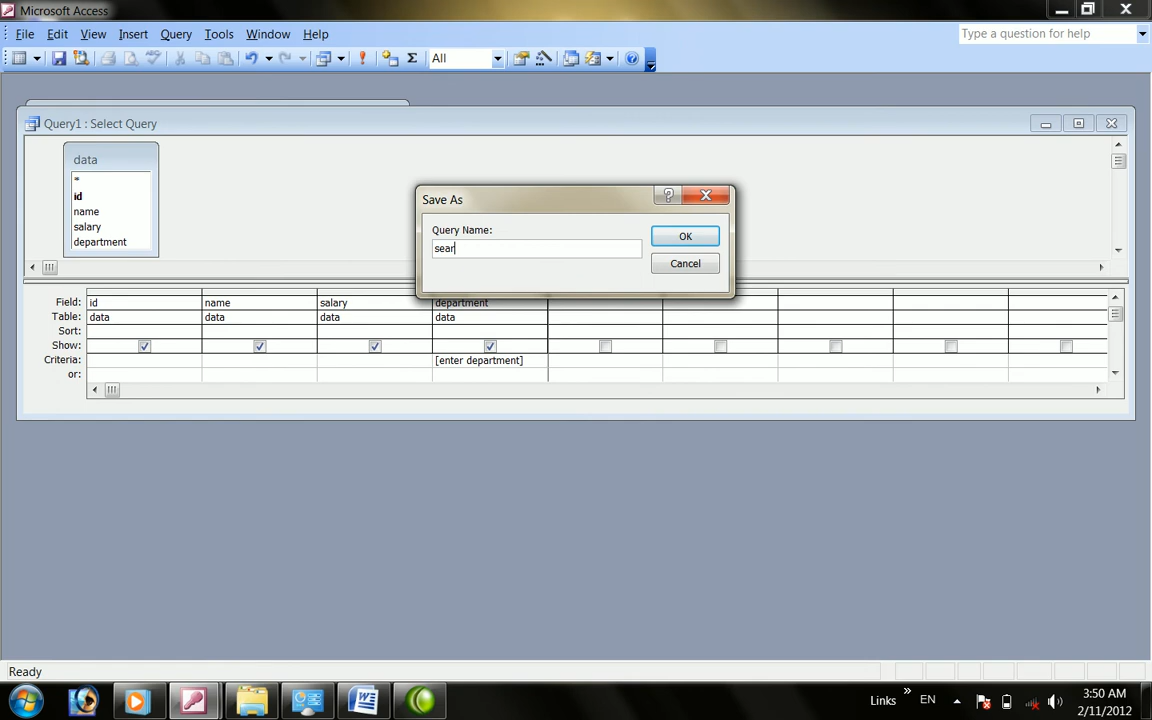 Microsoft Access
File Edit View Insert Query Tools Window Help
Type a question for help
All
Query1 : Select Query
data
*
id
name
salary
department
Save As
Query Name:
sear
OK
Cancel
Field: id name salary department
Table: data data data data
Sort:
Show:
Criteria: [enter department]
or:
Ready
Links » EN
3:50 AM
2/11/2012